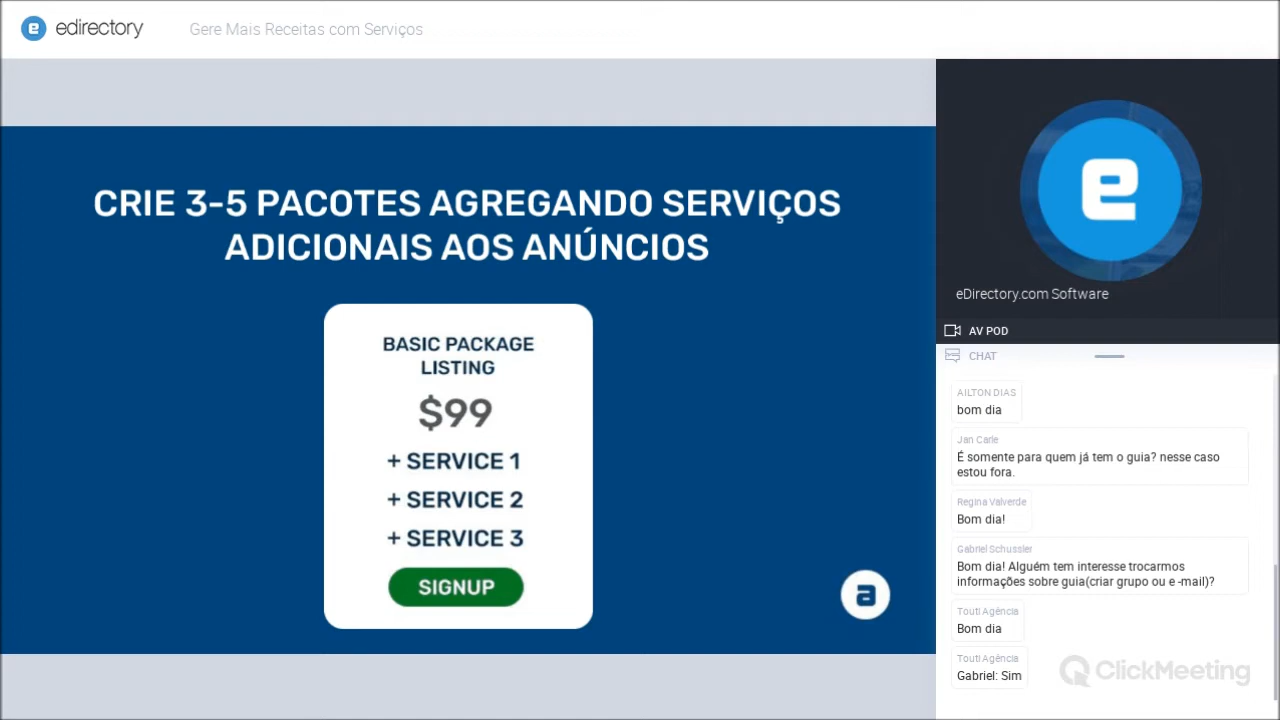 edirectory
Gere Mais Receitas com Serviços
CRIE 3-5 PACOTES AGREGANDO SERVIÇOS
ADICIONAIS AOS ANÚNCIOS
BASIC PACKAGE
LISTING
$99
+ SERVICE 1
+ SERVICE 2
+ SERVICE 3
SIGNUP
a
e
eDirectory.com Software
AV POD
CHAT
AILTON DIAS
bom dia
Jan Carle
É somente para quem já tem o guia? nesse caso
estou fora.
Regina Valverde
Bom dia!
Gabriel Schussler
Bom dia! Alguém tem interesse trocarmos
informações sobre guia(criar grupo ou e -mail)?
Touti Agência
Bom dia
Touti Agência
Gabriel: Sim
ClickMeeting